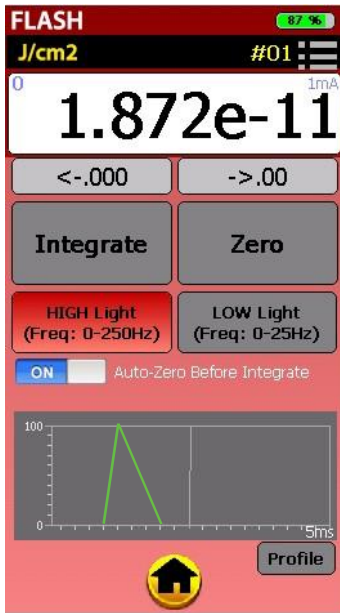 FLASH 87 %
J/cm2 #01
0 1mA
1.872e-11
<-.000 ->.00
Integrate Zero
HIGH Light LOW Light
(Freq: 0-250Hz) (Freq: 0-25Hz)
ON Auto-Zero Before Integrate
100
0 5ms
Profile